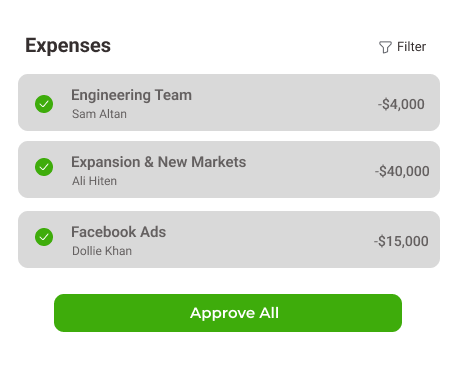 Expenses
Filter
Engineering Team
Sam Altan
-$4,000
Expansion & New Markets
Ali Hiten
-$40,000
Facebook Ads
Dollie Khan
-$15,000
Approve All